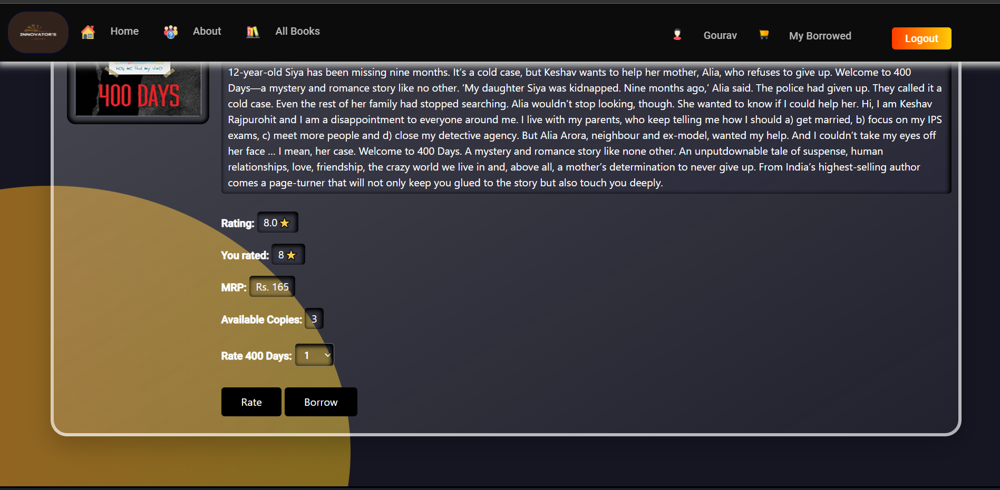 INNOVATOR'S
LIBRARY
Home
About
All Books
Gourav
My Borrowed
Logout
help me find my sister
400 DAYS
12-year-old Siya has been missing nine months. It’s a cold case, but Keshav wants to help her mother, Alia, who refuses to give up. Welcome to 400
Days—a mystery and romance story like no other. ‘My daughter Siya was kidnapped. Nine months ago,’ Alia said. The police had given up. They called it a
cold case. Even the rest of her family had stopped searching. Alia wouldn’t stop looking, though. She wanted to know if I could help her. Hi, I am Keshav
Rajpurohit and I am a disappointment to everyone around me. I live with my parents, who keep telling me how I should a) get married, b) focus on my IPS
exams, c) meet more people and d) close my detective agency. But Alia Arora, neighbour and ex-model, wanted my help. And I couldn’t take my eyes off
her face ... I mean, her case. Welcome to 400 Days. A mystery and romance story like none other. An unputdownable tale of suspense, human
relationships, love, friendship, the crazy world we live in and, above all, a mother’s determination to never give up. From India’s highest-selling author
comes a page-turner that will not only keep you glued to the story but also touch you deeply.
Rating: 8.0
You rated: 8
MRP: Rs. 165
Available Copies: 3
Rate 400 Days: 1
Rate
Borrow